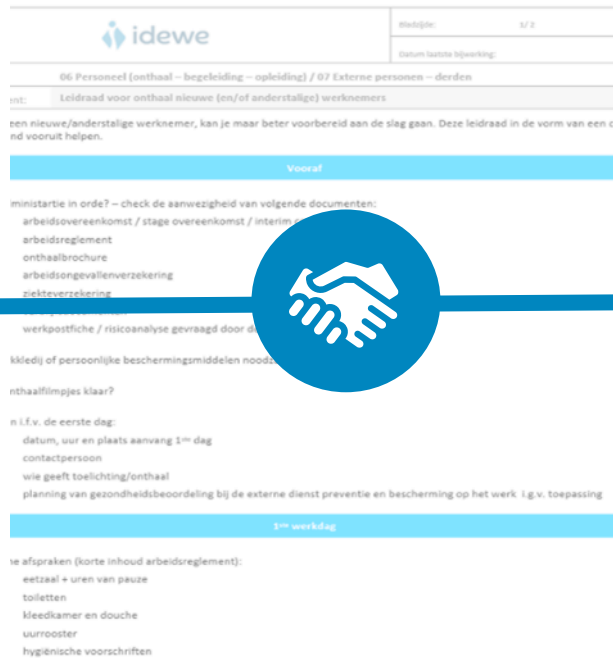 idewe
Bladzijde: 1/ 2
Datum laatste bijwerking:
06 Personeel (onthaal – begeleiding – opleiding) / 07 Externe personen – derden
ent: Leidraad voor onthaal nieuwe (en/of anderstalige) werknemers
een nieuwe/anderstalige werknemer, kan je maar beter voorbereid aan de slag gaan. Deze leidraad in de vorm van een
nd vooruit helpen.
Vooraf
ministartie in orde? – check de aanwezigheid van volgende documenten:
arbeidsovereenkomst / stage overeenkomst / interim
arbeidsreglement
onthaalbrochure
arbeidsongevallenverzekering
ziekteverzekering
werkpostfiche / risicoanalyse gevraagd door
kkledij of persoonlijke beschermingsmiddelen
nthaalfilmpjes klaar?
n i.f.v. de eerste dag:
datum, uur en plaats aanvang 1ste dag
contactpersoon
wie geeft toelichting/onthaal
planning van gezondheidsbeoordeling bij de externe dienst preventie en bescherming op het werk i.g.v. toepassing
1ste werkdag
ne afspraken (korte inhoud arbeidsreglement):
eetzaal + uren van pauze
toiletten
kleedkamer en douche
uurrooster
hygiënische voorschriften